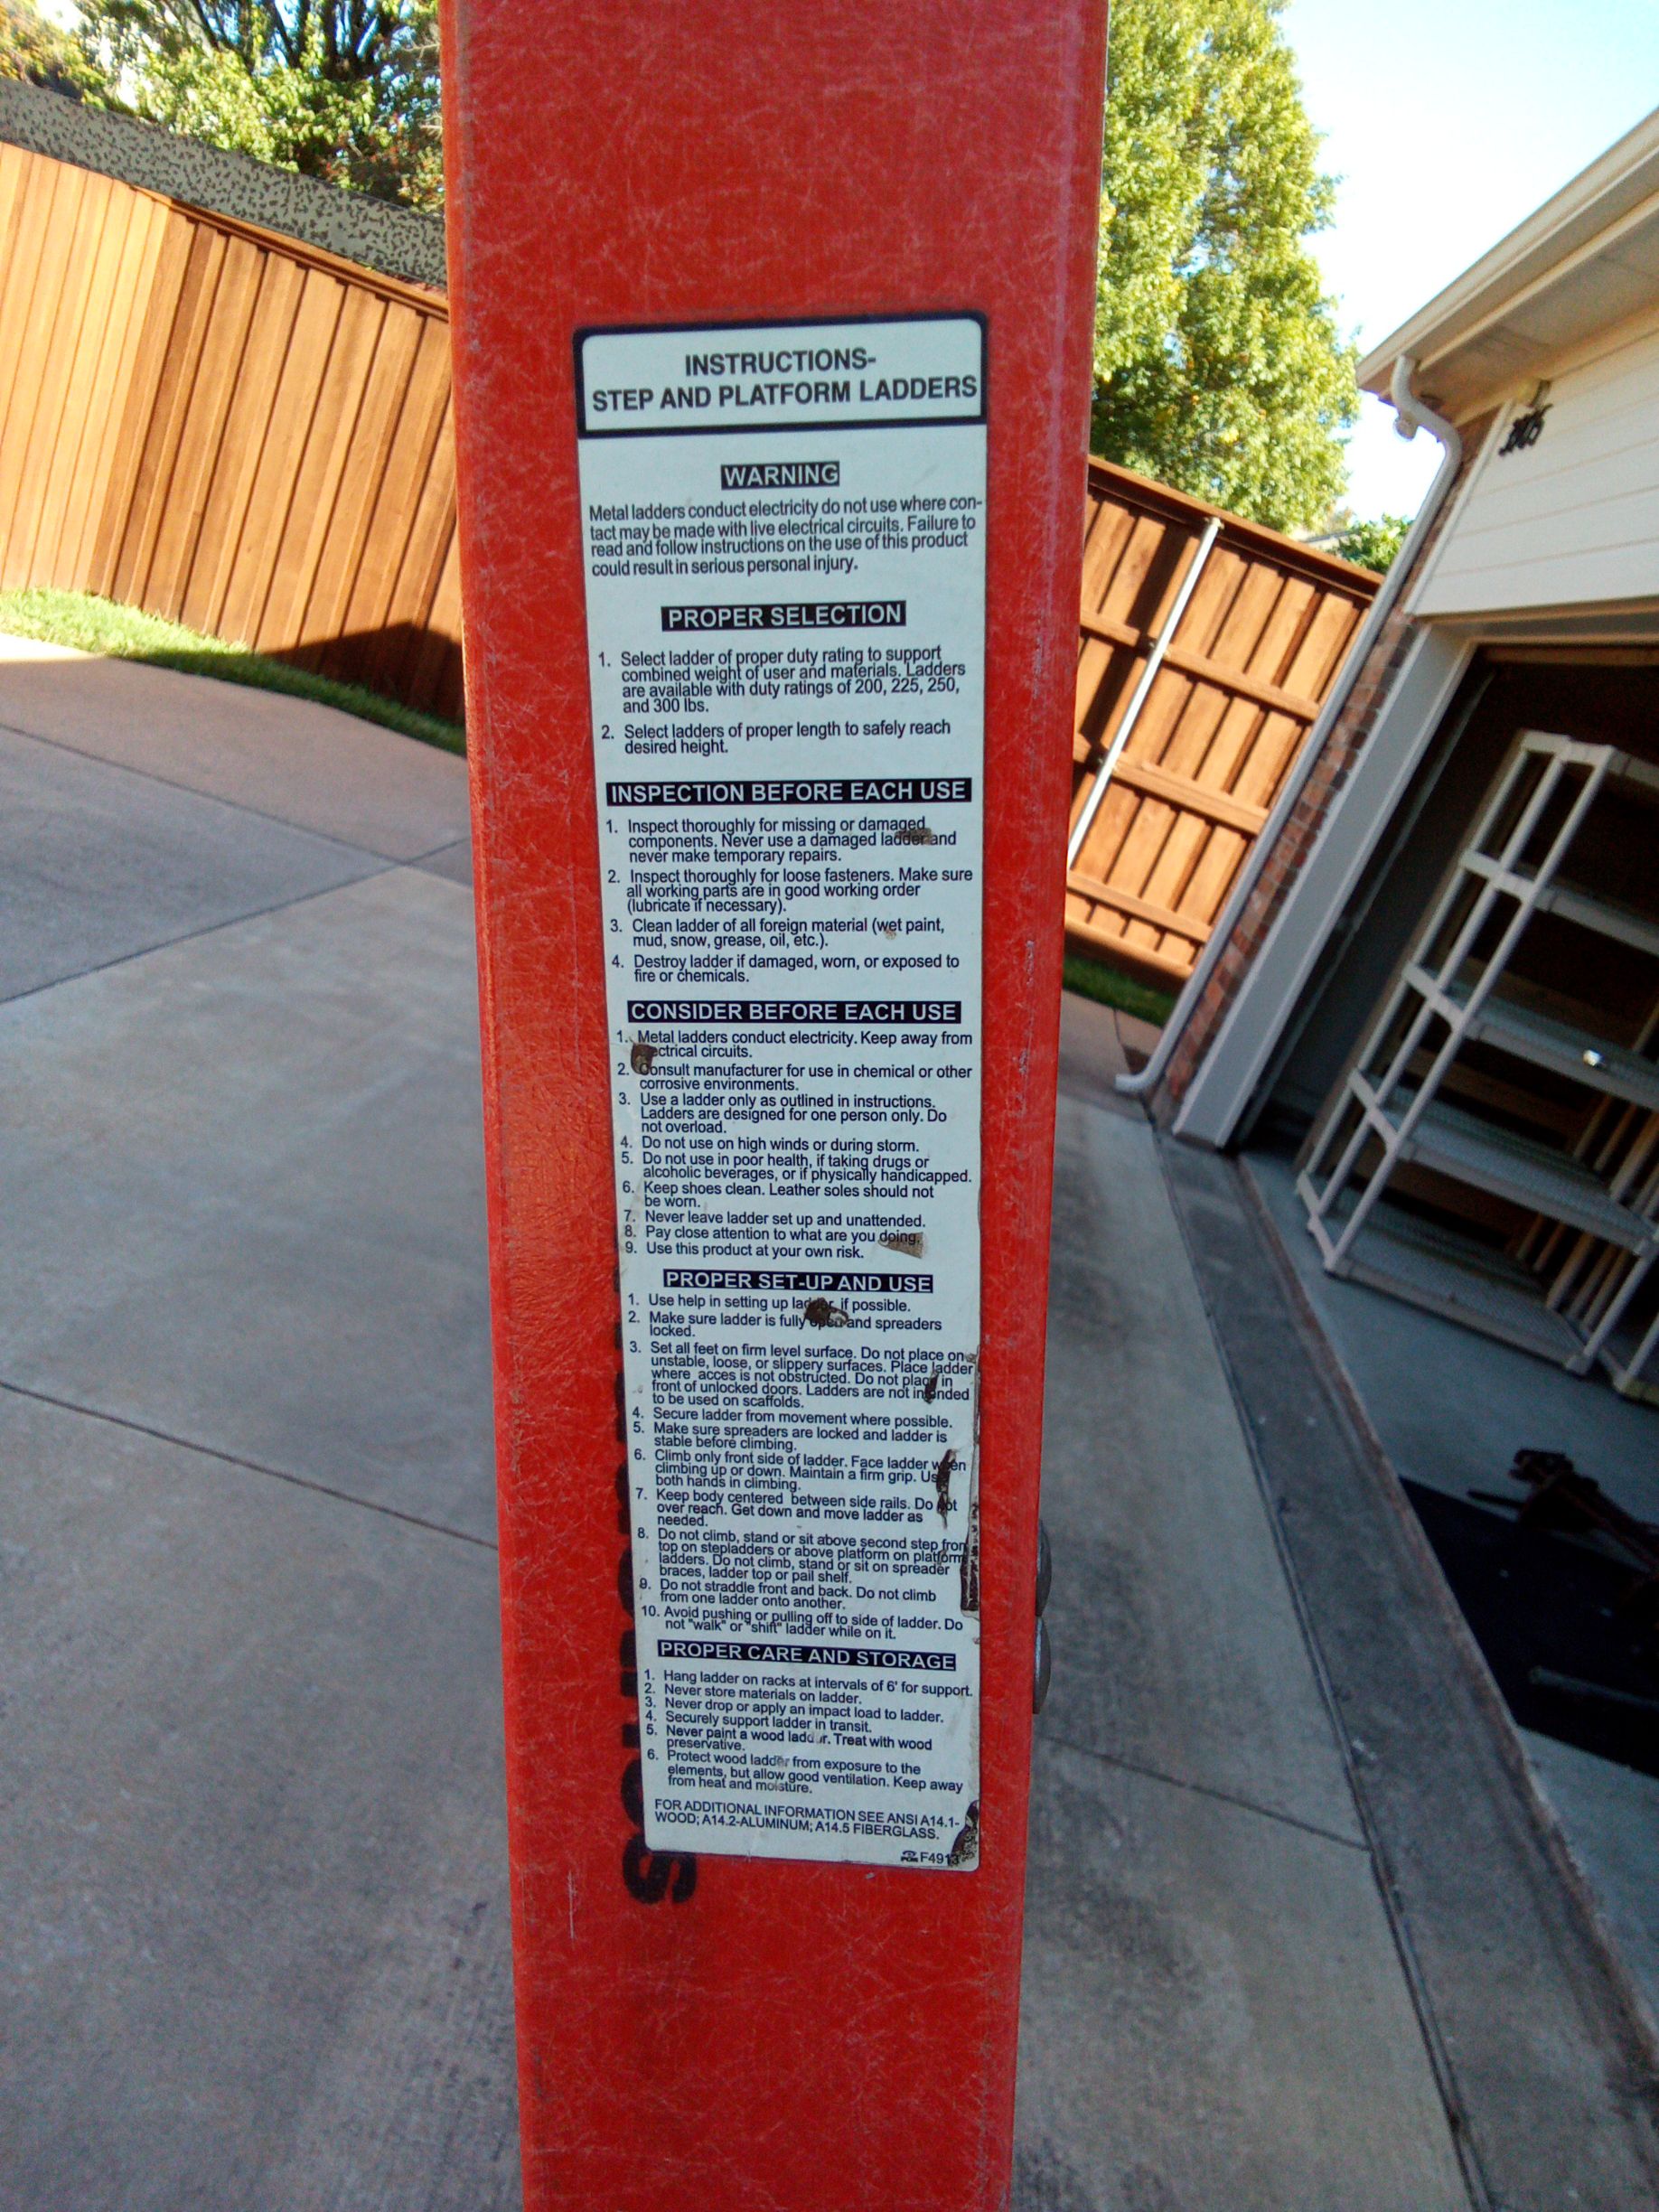 INSTRUCTIONS-
STEP AND PLATFORM LADDERS
WARNING
Metal ladders conduct electricity do not use where con-
tact may be made with live electrical circuits. Failure to
read and follow instructions on the use of this product
could result in serious personal injury.
PROPER SELECTION
1. Select ladder of proper duty rating to support
combined weight of user and materials. Ladders
are available with duty ratings of 200, 225, 250,
and 300 lbs.
2. Select ladders of proper length to safely reach
desired height.
INSPECTION BEFORE EACH USE
1. Inspect thoroughly for missing or damaged
components. Never use a damaged ladder and
never make temporary repairs.
2. Inspect thoroughly for loose fasteners. Make sure
all working parts are in good working order
(lubricate if necessary).
3. Clean ladder of all foreign material (wet paint,
mud, snow, grease, oil, etc.).
4. Destroy ladder if damaged, worn, or exposed to
fire or chemicals.
CONSIDER BEFORE EACH USE
1. Metal ladders conduct electricity. Keep away from
ectrical circuits.
2. Consult manufacturer for use in chemical or other
corrosive environments.
3. Use a ladder only as outlined in instructions.
Ladders are designed for one person only. Do
not overload.
4. Do not use on high winds or during storm.
5. Do not use in poor health, if taking drugs or
alcoholic beverages, or if physically handicapped.
6. Keep shoes clean. Leather soles should not
be worn.
7. Never leave ladder set up and unattended.
8. Pay close attention to what are you doing.
9. Use this product at your own risk.
PROPER SET-UP AND USE
1. Use help in setting up ladder, if possible.
2. Make sure ladder is fully open and spreaders
locked.
3. Set all feet on firm level surface. Do not place on
unstable, loose, or slippery surfaces. Place ladder
where acces is not obstructed. Do not place in
front of unlocked doors. Ladders are not intended
to be used on scaffolds.
4. Secure ladder from movement where possible.
5. Make sure spreaders are locked and ladder is
stable before climbing.
6. Climb only front side of ladder. Face ladder when
climbing up or down. Maintain a firm grip. Use
both hands in climbing.
7. Keep body centered between side rails. Do not
over reach. Get down and move ladder as
needed.
8. Do not climb, stand or sit above second step from
top on stepladders or above platform on platform
ladders. Do not climb, stand or sit on spreader
braces, ladder top or pail shelf.
9. Do not straddle front and back. Do not climb
from one ladder onto another.
10. Avoid pushing or pulling off to side of ladder. Do
not "walk" or "shift" ladder while on it.
PROPER CARE AND STORAGE
1. Hang ladder on racks at intervals of 6' for support.
2. Never store materials on ladder.
3. Never drop or apply an impact load to ladder.
4. Securely support ladder in transit.
5. Never paint a wood ladder. Treat with wood
preservative.
6. Protect wood ladder from exposure to the
elements, but allow good ventilation. Keep away
from heat and moisture.
FOR ADDITIONAL INFORMATION SEE ANSI A14.1-
WOOD; A14.2-ALUMINUM; A14.5 FIBERGLASS.
F4913